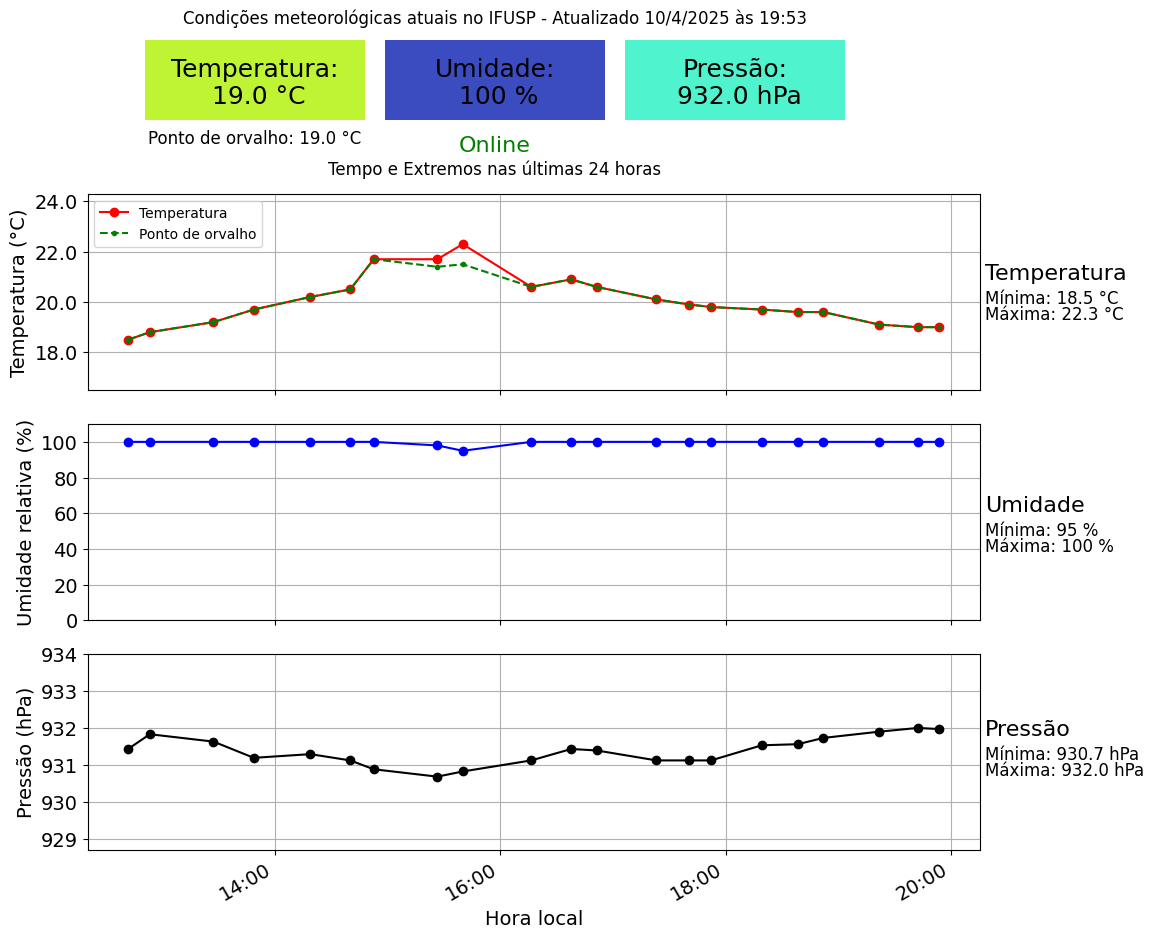 Condições meteorológicas atuais no IFUSP - Atualizado 10/4/2025 às 19:53
Temperatura:
19.0 °C
Umidade:
100 %
Pressão:
932.0 hPa
Ponto de orvalho: 19.0 °C
Online
Tempo e Extremos nas últimas 24 horas
Temperatura (°C)
24.0
22.0
20.0
18.0
Temperatura
Ponto de orvalho
Temperatura
Mínima: 18.5 °C
Máxima: 22.3 °C
Umidade relativa (%)
100
80
60
40
20
0
Umidade
Mínima: 95 %
Máxima: 100 %
Pressão (hPa)
934
933
932
931
930
929
Pressão
Mínima: 930.7 hPa
Máxima: 932.0 hPa
14:00
16:00
18:00
20:00
Hora local